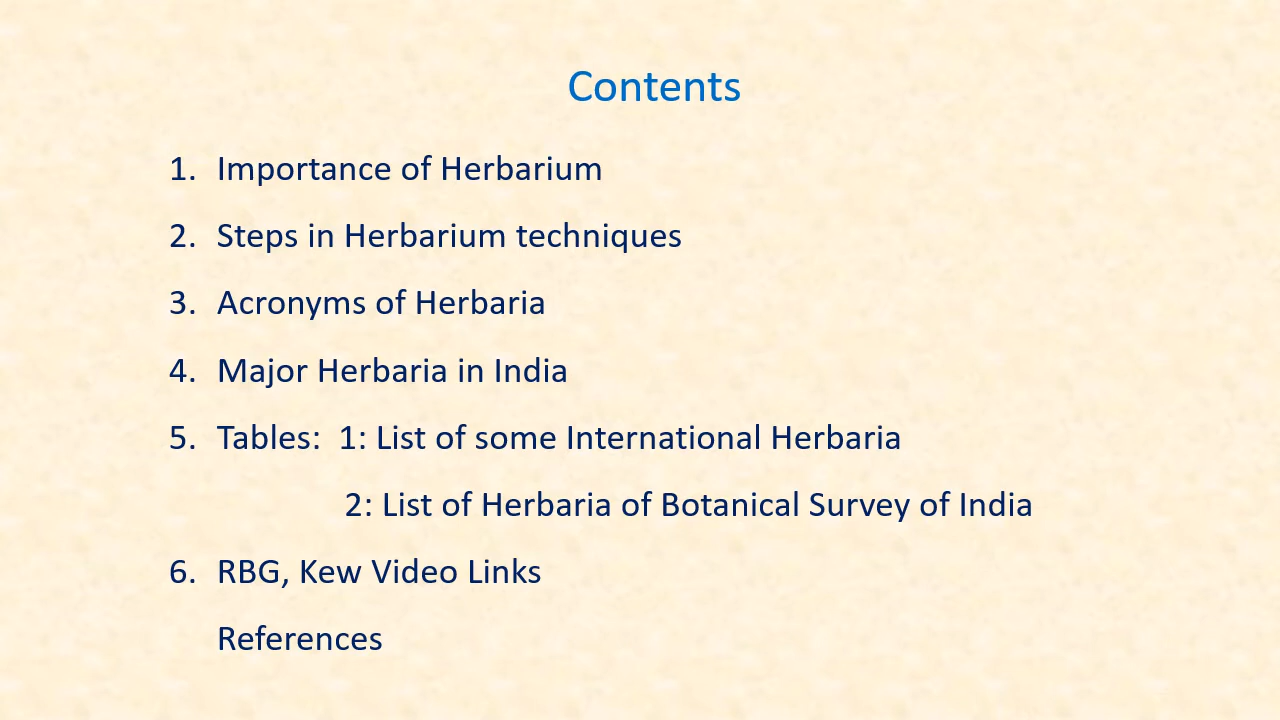 Contents
1. Importance of Herbarium
2. Steps in Herbarium techniques
3. Acronyms of Herbaria
4. Major Herbaria in India
5. Tables: 1: List of some International Herbaria
2: List of Herbaria of Botanical Survey of India
6. RBG, Kew Video Links
References